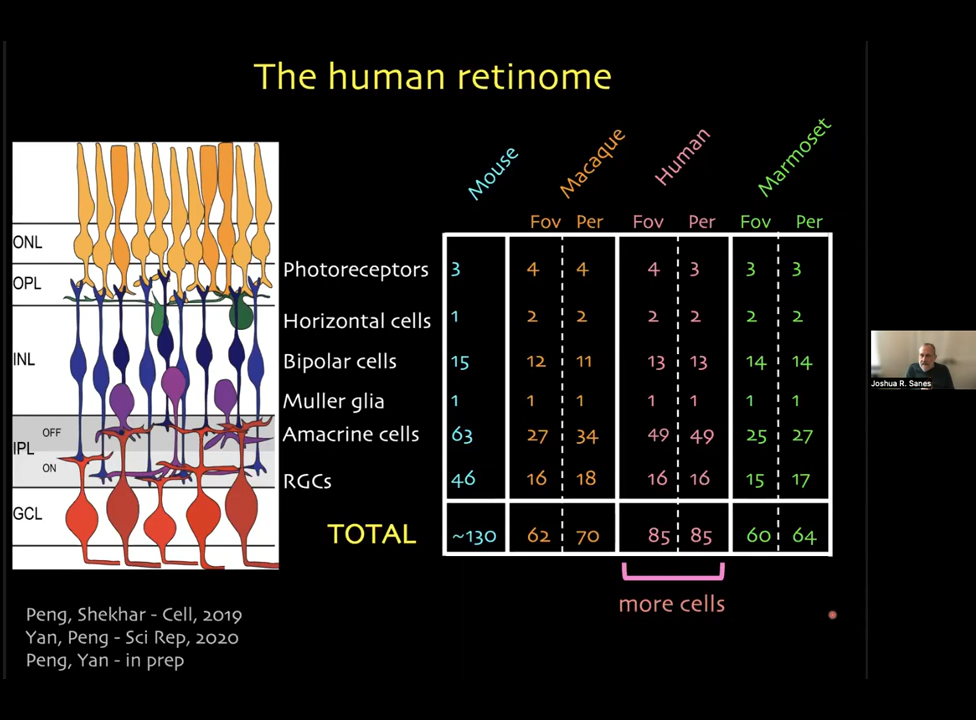 The human retinome
Mouse Macaque Human Marmoset
Fov Per Fov Per Fov Per
ONL
OPL
INL
IPL
OFF
ON
GCL
Photoreceptors 3 4 4 4 3 3 3
Horizontal cells 1 2 2 2 2 2 2
Bipolar cells 15 12 11 13 13 14 14
Muller glia 1 1 1 1 1 1 1
Amacrine cells 63 27 34 49 49 25 27
RGCs 46 16 18 16 16 15 17
TOTAL ~130 62 70 85 85 60 64
more cells
Peng, Shekhar - Cell, 2019
Yan, Peng - Sci Rep, 2020
Peng, Yan - in prep
Joshua R. Sanes